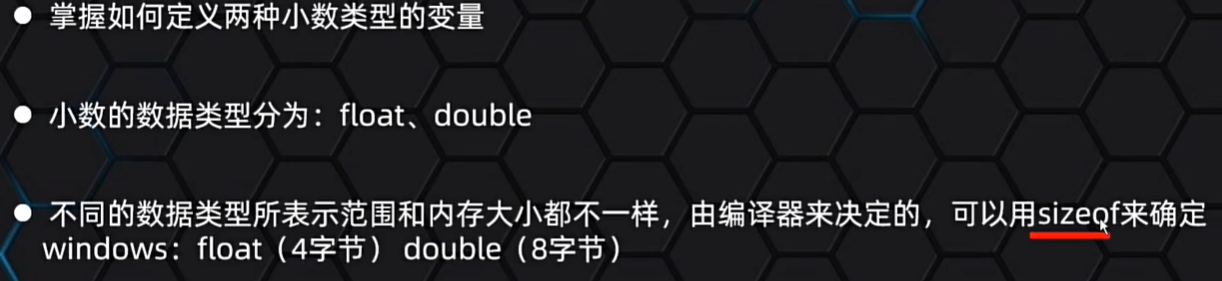 ● 掌握如何定义两种小数类型的变量
● 小数的数据类型分为：float、double
● 不同的数据类型所表示范围和内存大小都不一样，由编译器来决定的，可以用sizeof来确定
windows：float（4字节） double（8字节）